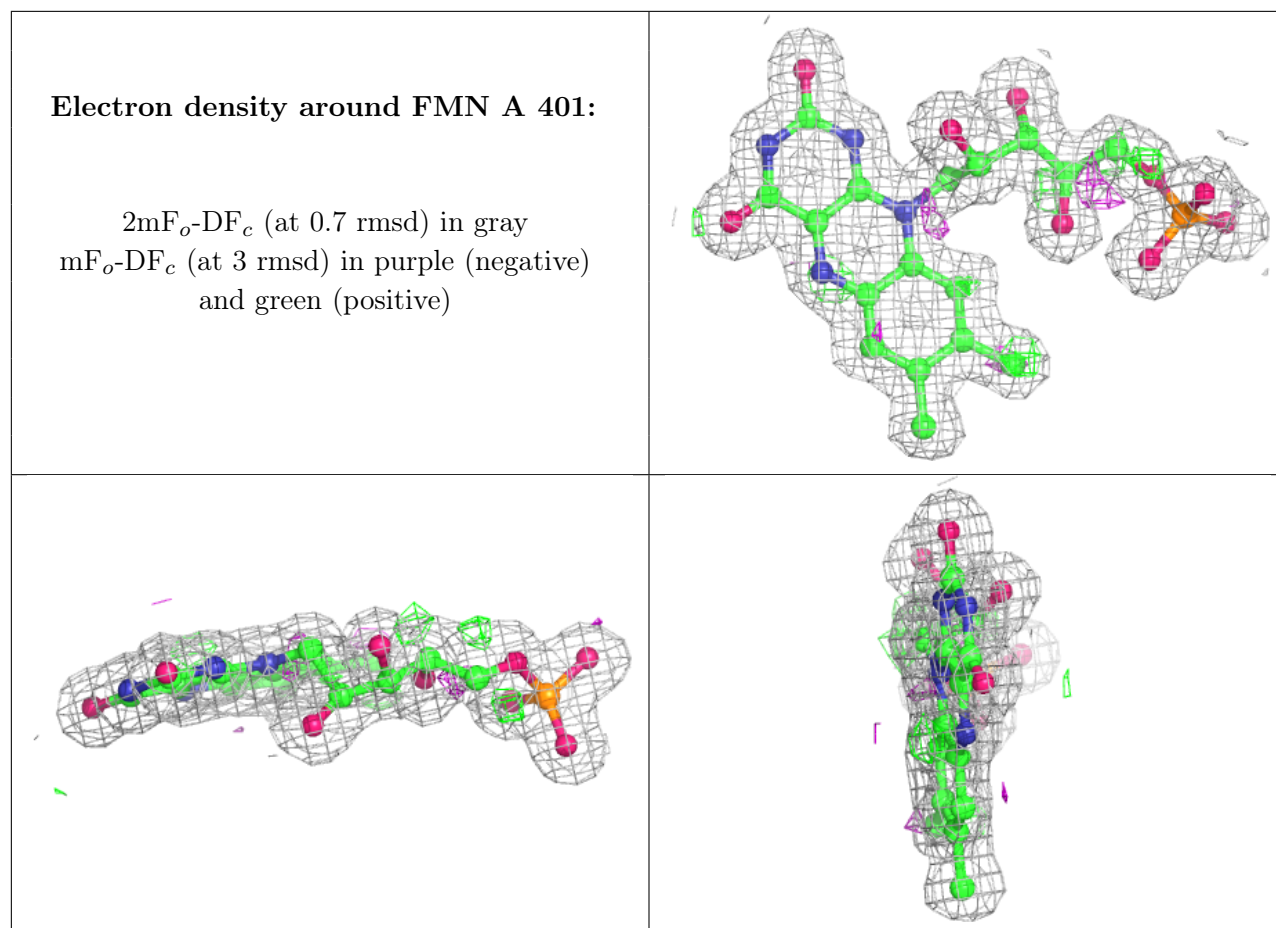 Electron density around FMN A 401:
2mFₒ-DF𝒸 (at 0.7 rmsd) in gray
mFₒ-DF𝒸 (at 3 rmsd) in purple (negative)
and green (positive)